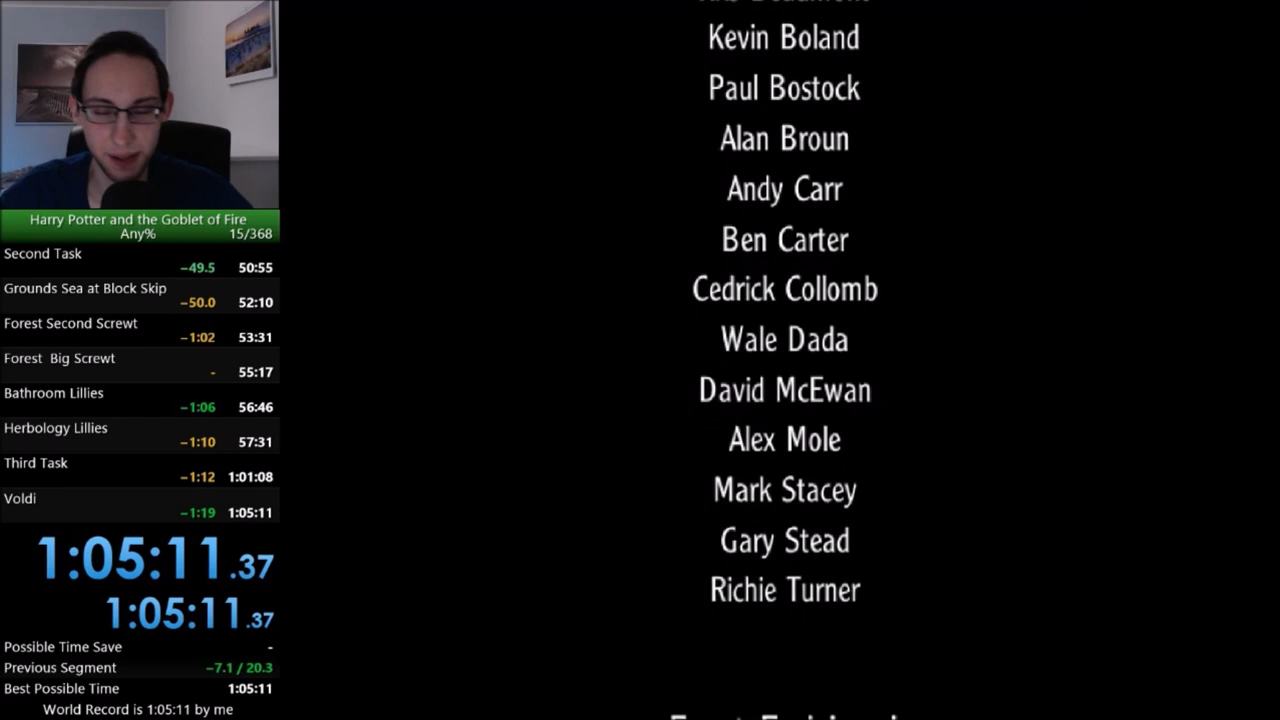 Kevin Boland
Paul Bostock
Alan Broun
Andy Carr
Ben Carter
Cedrick Collomb
Wale Dada
David McEwan
Alex Mole
Mark Stacey
Gary Stead
Richie Turner
Harry Potter and the Goblet of Fire
Any% 15/368
Second Task
-49.5 50:55
Grounds Sea at Block Skip
-50.0 52:10
Forest Second Screwt
-1:02 53:31
Forest Big Screwt
- 55:17
Bathroom Lillies
-1:06 56:46
Herbology Lillies
-1:10 57:31
Third Task
-1:12 1:01:08
Voldi
-1:19 1:05:11
1:05:11.37
1:05:11.37
Possible Time Save -
Previous Segment -7.1 / 20.3
Best Possible Time 1:05:11
World Record is 1:05:11 by me